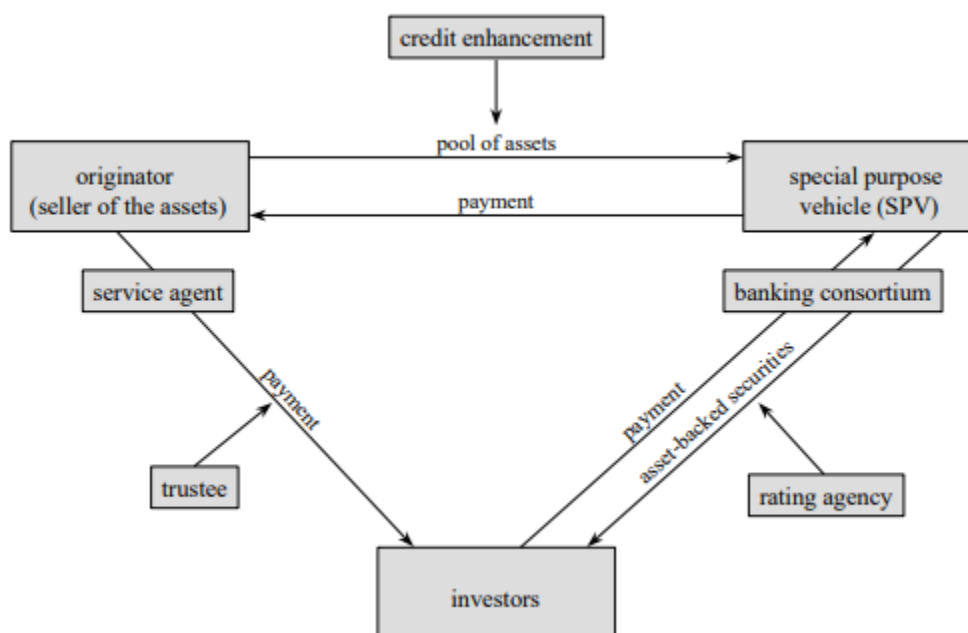 credit enhancement
pool of assets
originator
(seller of the assets)
special purpose
vehicle (SPV)
payment
service agent
banking consortium
payment
payment
asset-backed securities
trustee
rating agency
investors